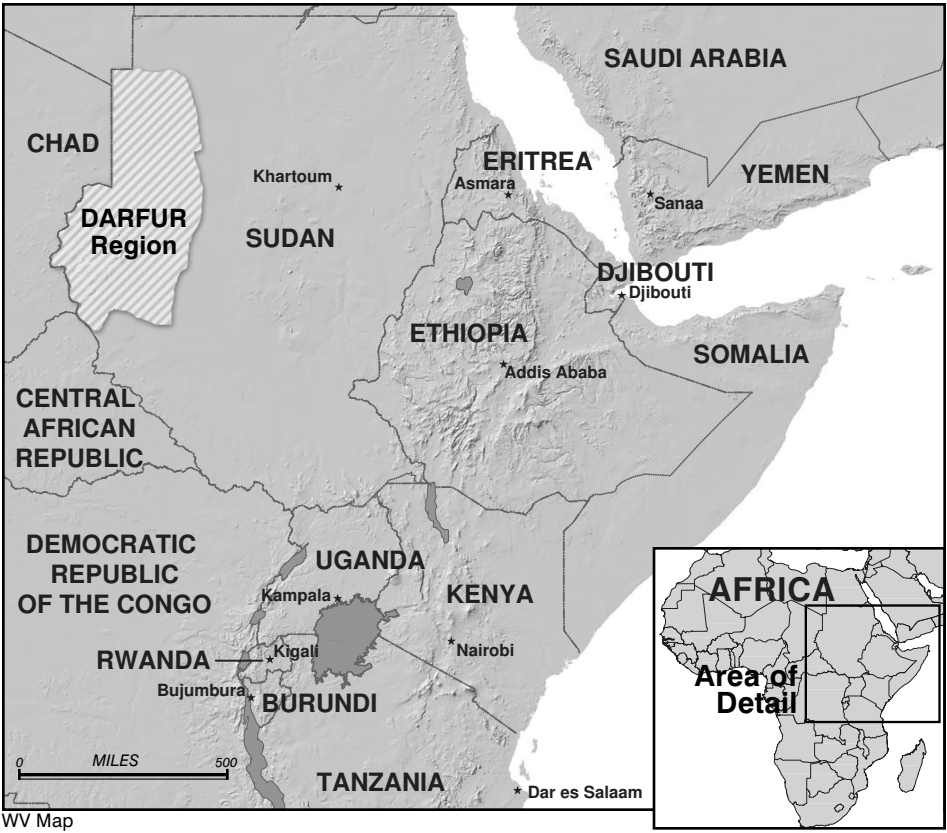 SAUDI ARABIA
CHAD
ERITREA
Khartoum
Asmara
YEMEN
Sanaa
DARFUR
Region
SUDAN
DJIBOUTI
Djibouti
ETHIOPIA
SOMALIA
Addis Ababa
CENTRAL
AFRICAN
REPUBLIC
DEMOCRATIC
REPUBLIC
OF THE CONGO
UGANDA
KENYA
Kampala
Nairobi
RWANDA
Kigali
Bujumbura
BURUNDI
0 MILES 500
TANZANIA
Dar es Salaam
AFRICA
Area of
Detail
WV Map